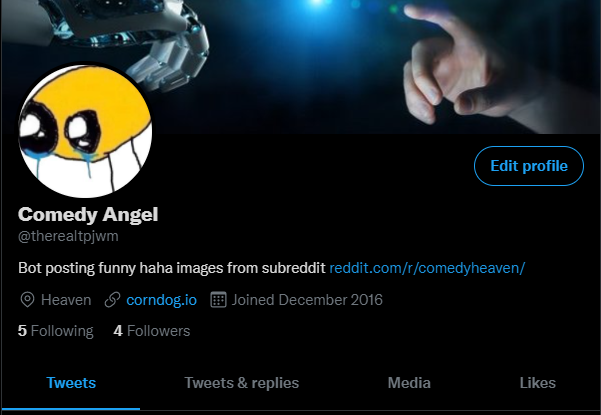 Edit profile
Comedy Angel
@therealtpjwm
Bot posting funny haha images from subreddit reddit.com/r/comedyheaven/
Heaven corndog.io Joined December 2016
5 Following 4 Followers
Tweets Tweets & replies Media Likes